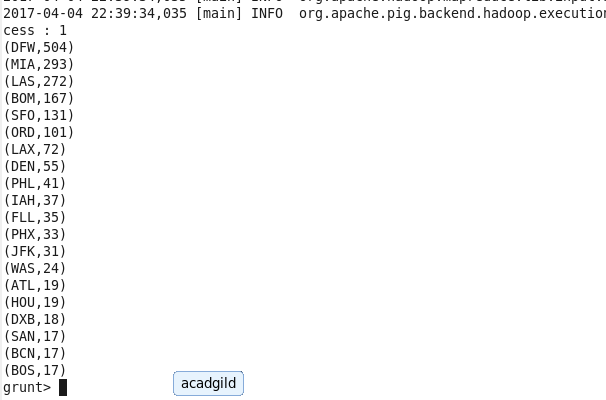 2017-04-04 22:39:34,035 [main] INFO  org.apache.pig.backend.hadoop.execution
cess : 1
(DFW,504)
(MIA,293)
(LAS,272)
(BOM,167)
(SFO,131)
(ORD,101)
(LAX,72)
(DEN,55)
(PHL,41)
(IAH,37)
(FLL,35)
(PHX,33)
(JFK,31)
(WAS,24)
(ATL,19)
(HOU,19)
(DXB,18)
(SAN,17)
(BCN,17)
(BOS,17)
grunt>
acadgild